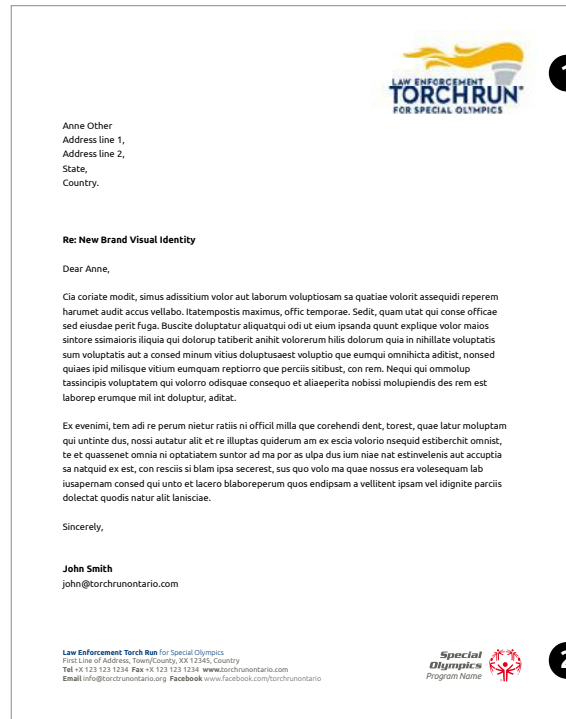 LAW ENFORCEMENT
TORCH RUN®
FOR SPECIAL OLYMPICS
1
Anne Other
Address line 1,
Address line 2,
State,
Country.
Re: New Brand Visual Identity
Dear Anne,
Cia coriate modit, simus adissitium volor aut laborum voluptiosam sa quatiae volorit assequidi reperem
harumet audit accus vellabo. Itatempostis maximus, offic temporae. Sedit, quam utat qui conse officae
sed eiusdae perit fuga. Buscite doluptatur aliquatqui odi ut eium ipsanda quunt explique volor maios
sintore ssimaioris iliquia qui dolorup tatiberit anihit volorerum hilis dolorum quia in nihillate voluptatis
sum voluptatis aut a consed minum vitius doluptusaest voluptio que eumqui omnihicta aditist, nonsed
quiaes ipid milisque vitium eumquam reptiorro que perciis sitibust, con rem. Nequi qui ommolup
tassincipis voluptatem qui volorro odisquae consequo et aliaeperita nobissi molupiendis des rem est
laborep erumque mil int doluptur, aditat.
Ex evenimi, tem adi re perum nietur ratiis ni officil milla que corehendi dent, torest, quae latur moluptam
qui untinte dus, nossi autatur alit et re illuptas quiderum am ex escia volorio nsequid estiberchit omnist,
te et quassenet omnia ni optatiatem suntor ad ma por as ulpa dus ium niae nat estinvelenis aut accuptia
sa natquid ex est, con resciis si blam ipsa secerest, sus quo volo ma quae nossus era volesequam lab
iusapernam consed qui unto et lacero blaboreperum quos endipsam a vellitent ipsam vel idignite parciis
dolectat quodis natur alit lanisciae.
Sincerely,
John Smith
john@torchrunontario.com
Law Enforcement Torch Run for Special Olympics
First Line of Address, Town/County, XX 12345, Country
Tel +X 123 123 1234 Fax +X 123 123 1234 www.torchrunontario.com
Email info@torctrunontario.org Facebook www.facebook.com/torchrunontario
Special
Olympics
Program Name
2